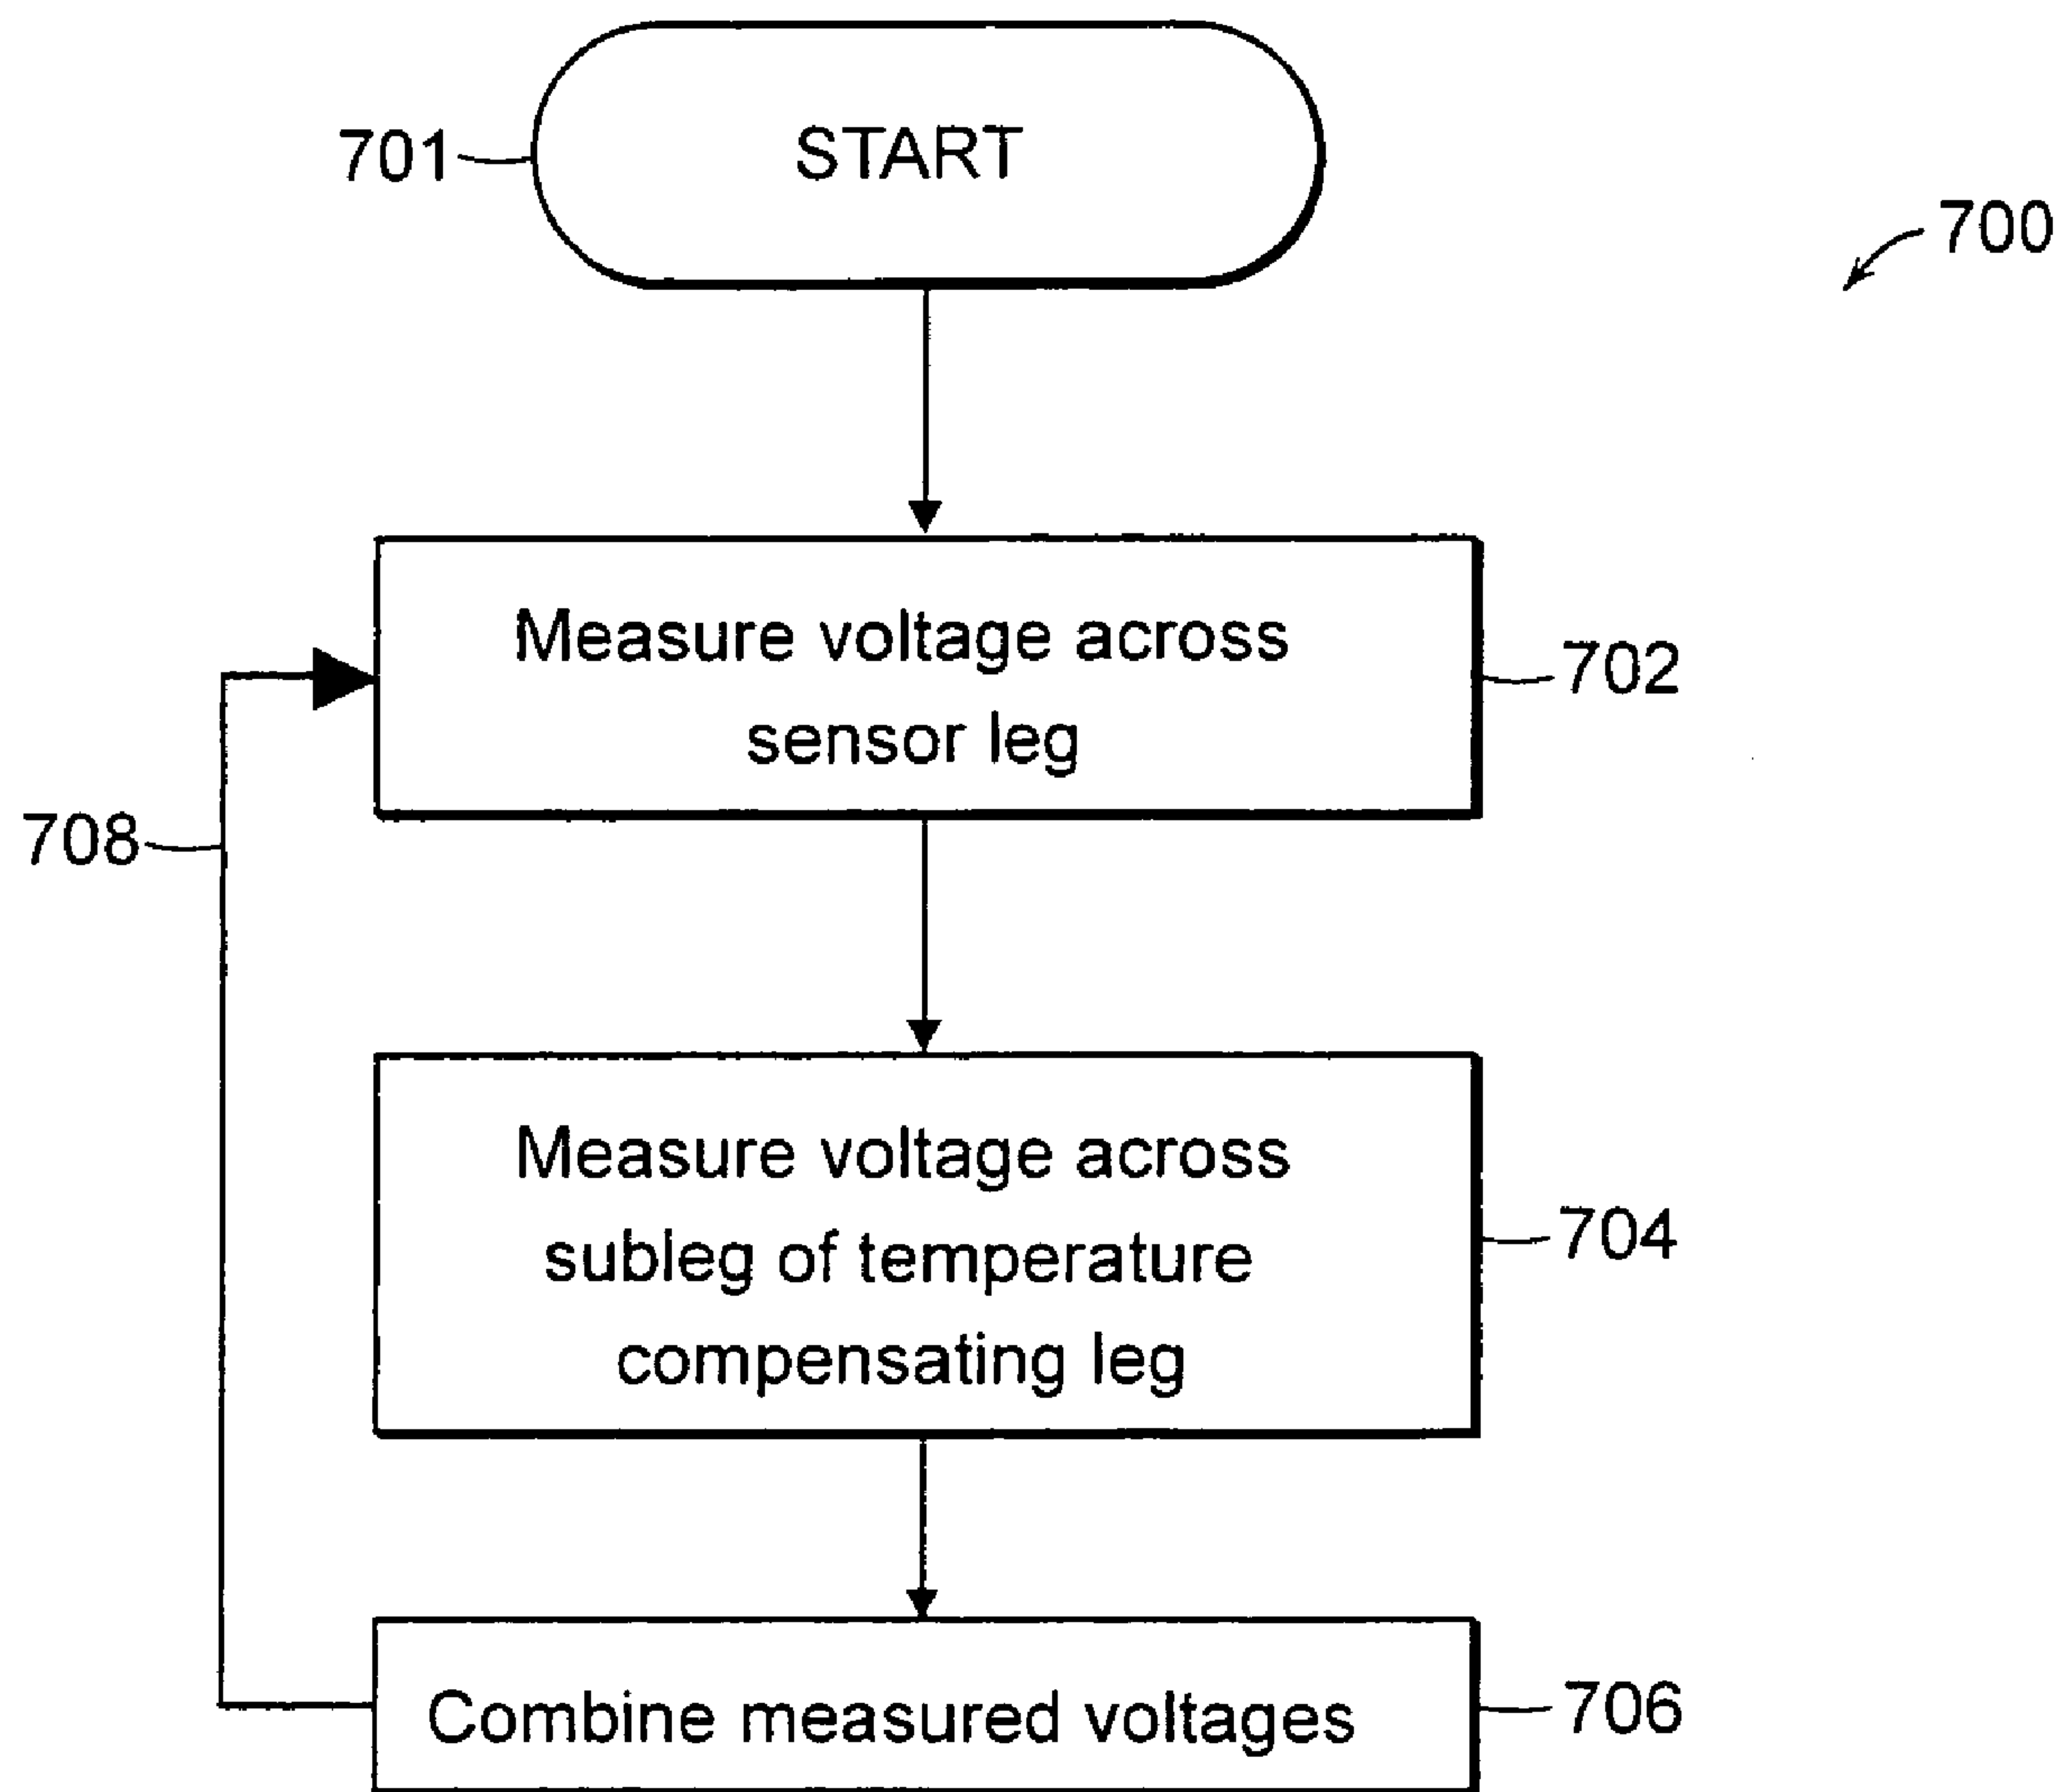 701
START
700
Measure voltage across
sensor leg
702
708
Measure voltage across
subleg of temperature
compensating leg
704
Combine measured voltages
706